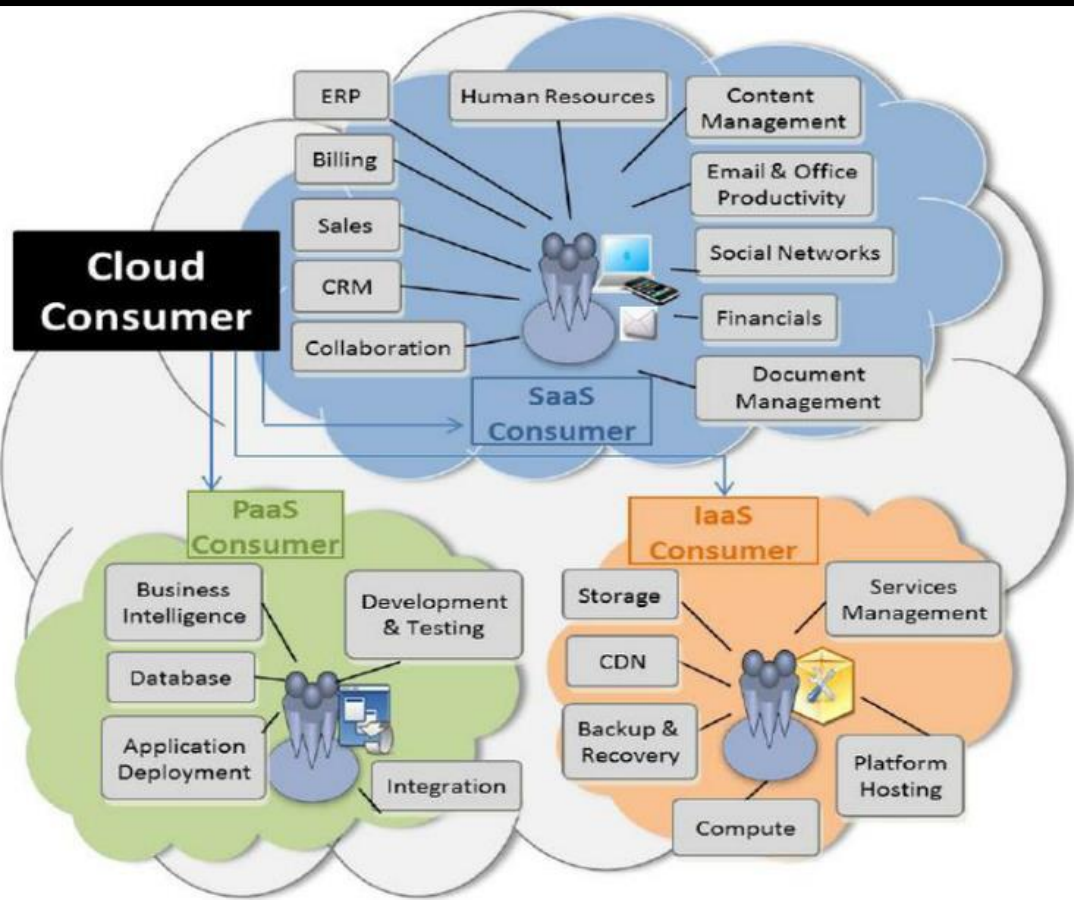 ERP
Human Resources
Content
Management
Billing
Email & Office
Productivity
Sales
Social Networks
Cloud
Consumer
CRM
Financials
Collaboration
Document
Management
SaaS
Consumer
PaaS
Consumer
Business
Intelligence
Development
& Testing
Database
Application
Deployment
Integration
IaaS
Consumer
Storage
Services
Management
CDN
Backup &
Recovery
Platform
Hosting
Compute